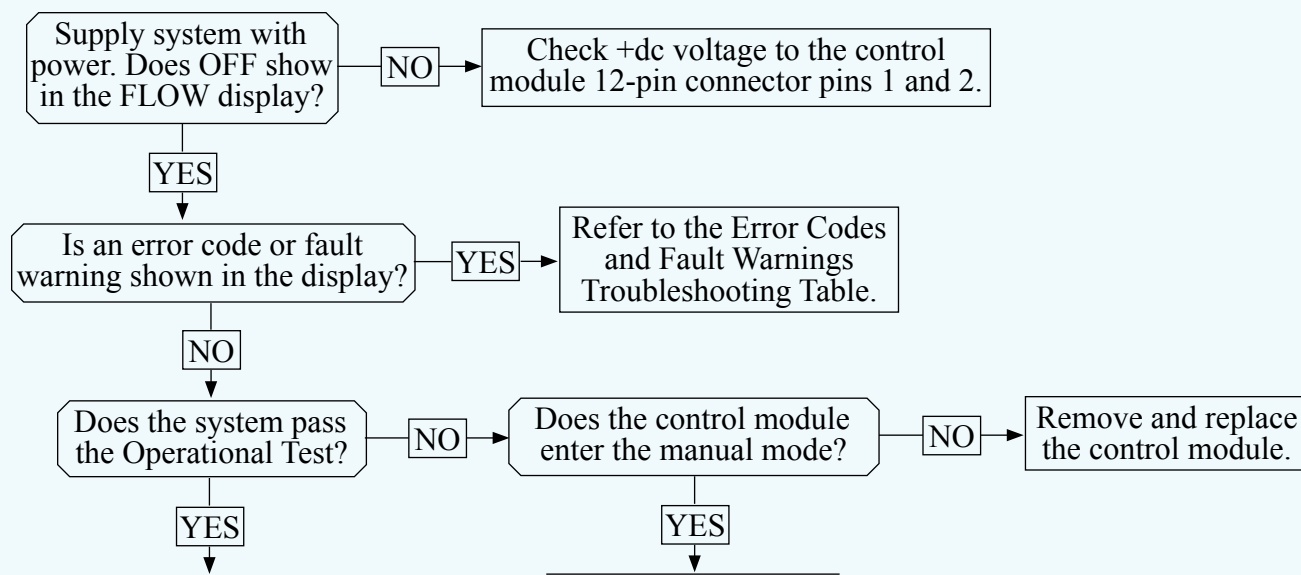 Supply system with
power. Does OFF show
in the FLOW display?
NO
Check +dc voltage to the control
module 12-pin connector pins 1 and 2.
YES
Is an error code or fault
warning shown in the display?
YES
Refer to the Error Codes
and Fault Warnings
Troubleshooting Table.
NO
Does the system pass
the Operational Test?
NO
Does the control module
enter the manual mode?
NO
Remove and replace
the control module.
YES
YES